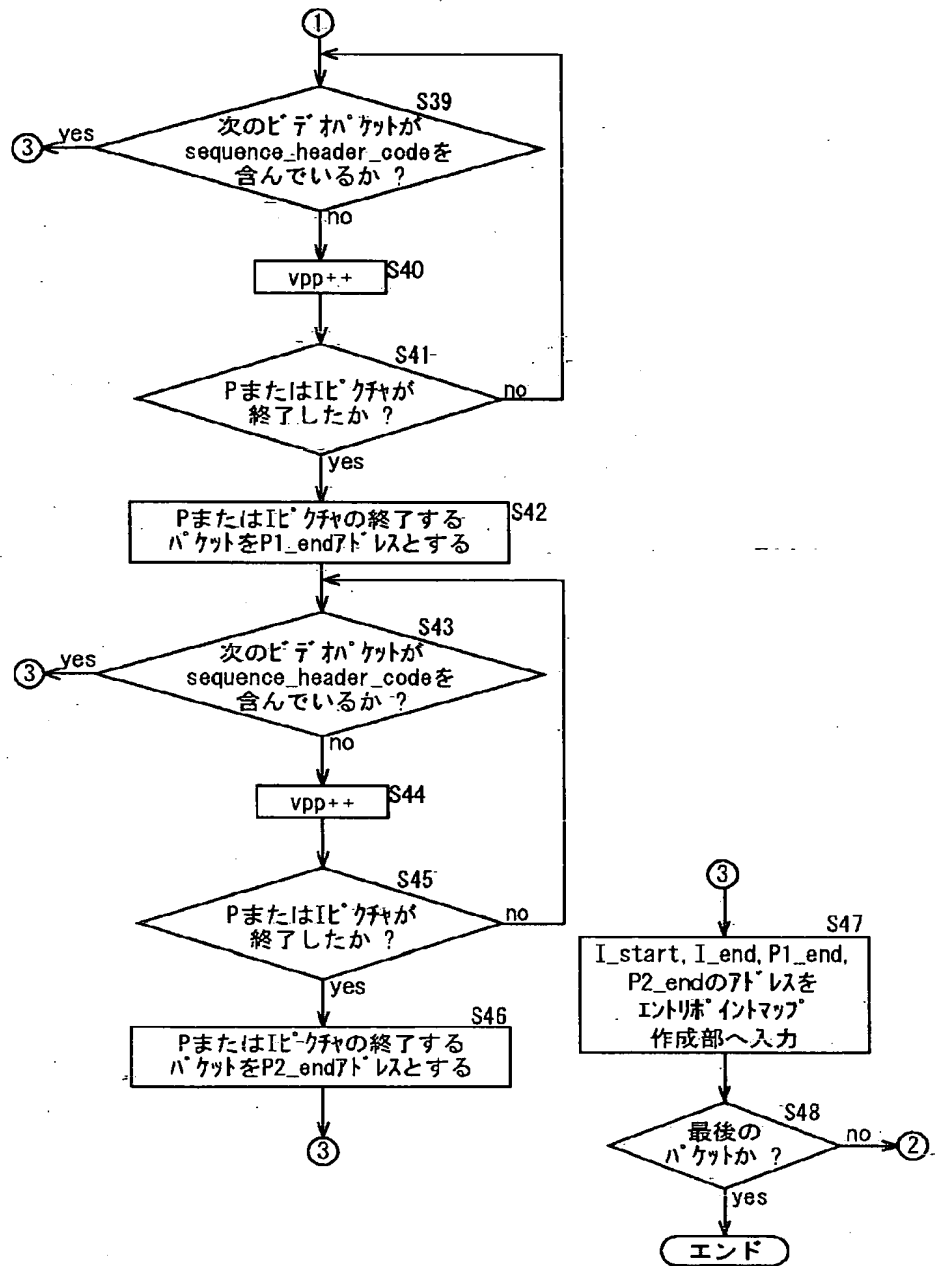 ①
S39
次のビデオパケットが
sequence_header_codeを
含んでいるか ?
yes
③
no
vpp++
S40
S41
PまたはIピクチャが
終了したか ?
no
yes
PまたはIピクチャの終了する
パケットをP1_endアドレスとする
S42
S43
次のビデオパケットが
sequence_header_codeを
含んでいるか ?
yes
③
no
vpp++
S44
S45
PまたはIピクチャが
終了したか ?
no
yes
S46
PまたはIピクチャの終了する
パケットをP2_endアドレスとする
③
③
S47
I_start, I_end, P1_end,
P2_endのアドレスを
エントリポイントマップ
作成部へ入力
S48
最後の
パケットか ?
no
②
yes
エンド